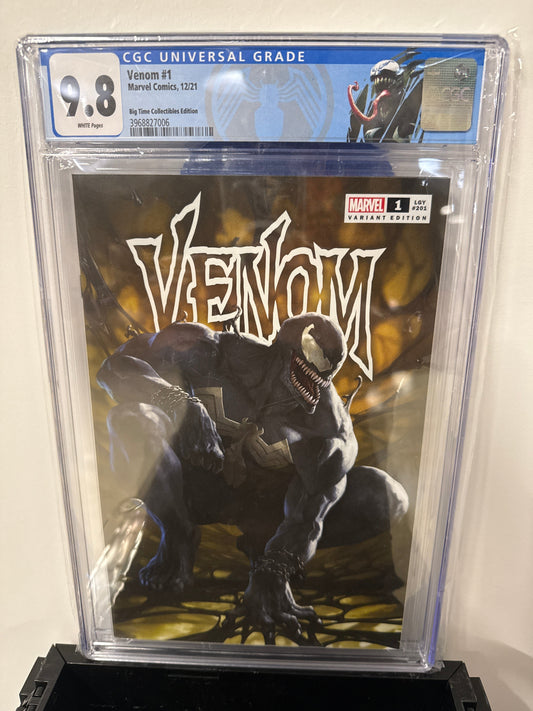 CGC UNIVERSAL GRADE
9.8
WHITE Pages
Venom #1
Marvel Comics, 12/21
Big Time Collectibles Edition
3968827006
CGC
MARVEL 1 LGY #201
VARIANT EDITION
VENOM